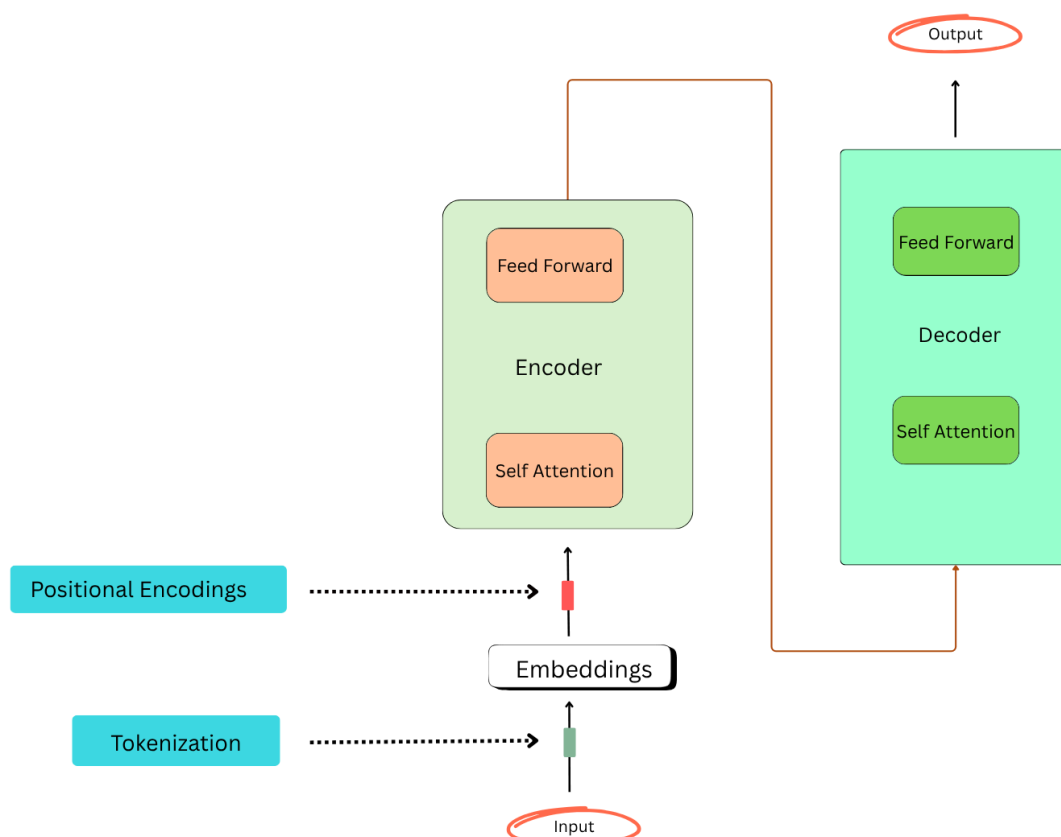 Output
Feed Forward
Feed Forward
Decoder
Encoder
Self Attention
Self Attention
Positional Encodings
Embeddings
Tokenization
Input